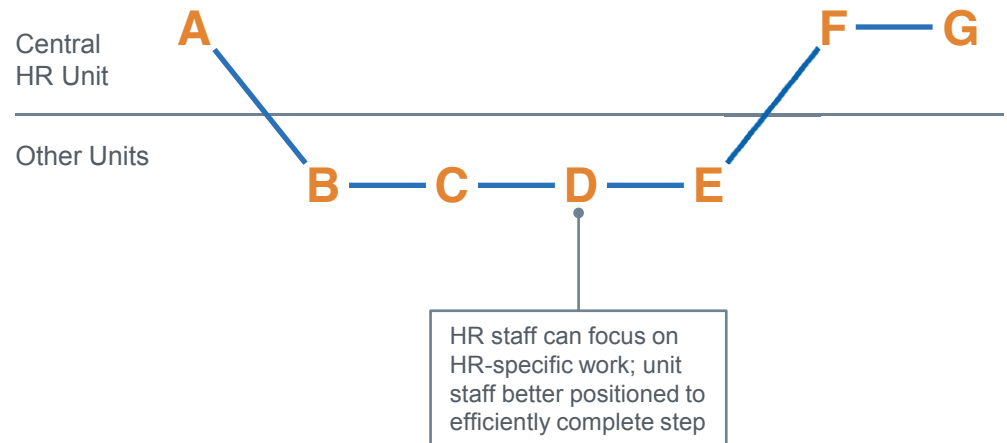 Central
HR Unit
A
F
G
Other Units
B
C
D
E
HR staff can focus on
HR-specific work; unit
staff better positioned to
efficiently complete step